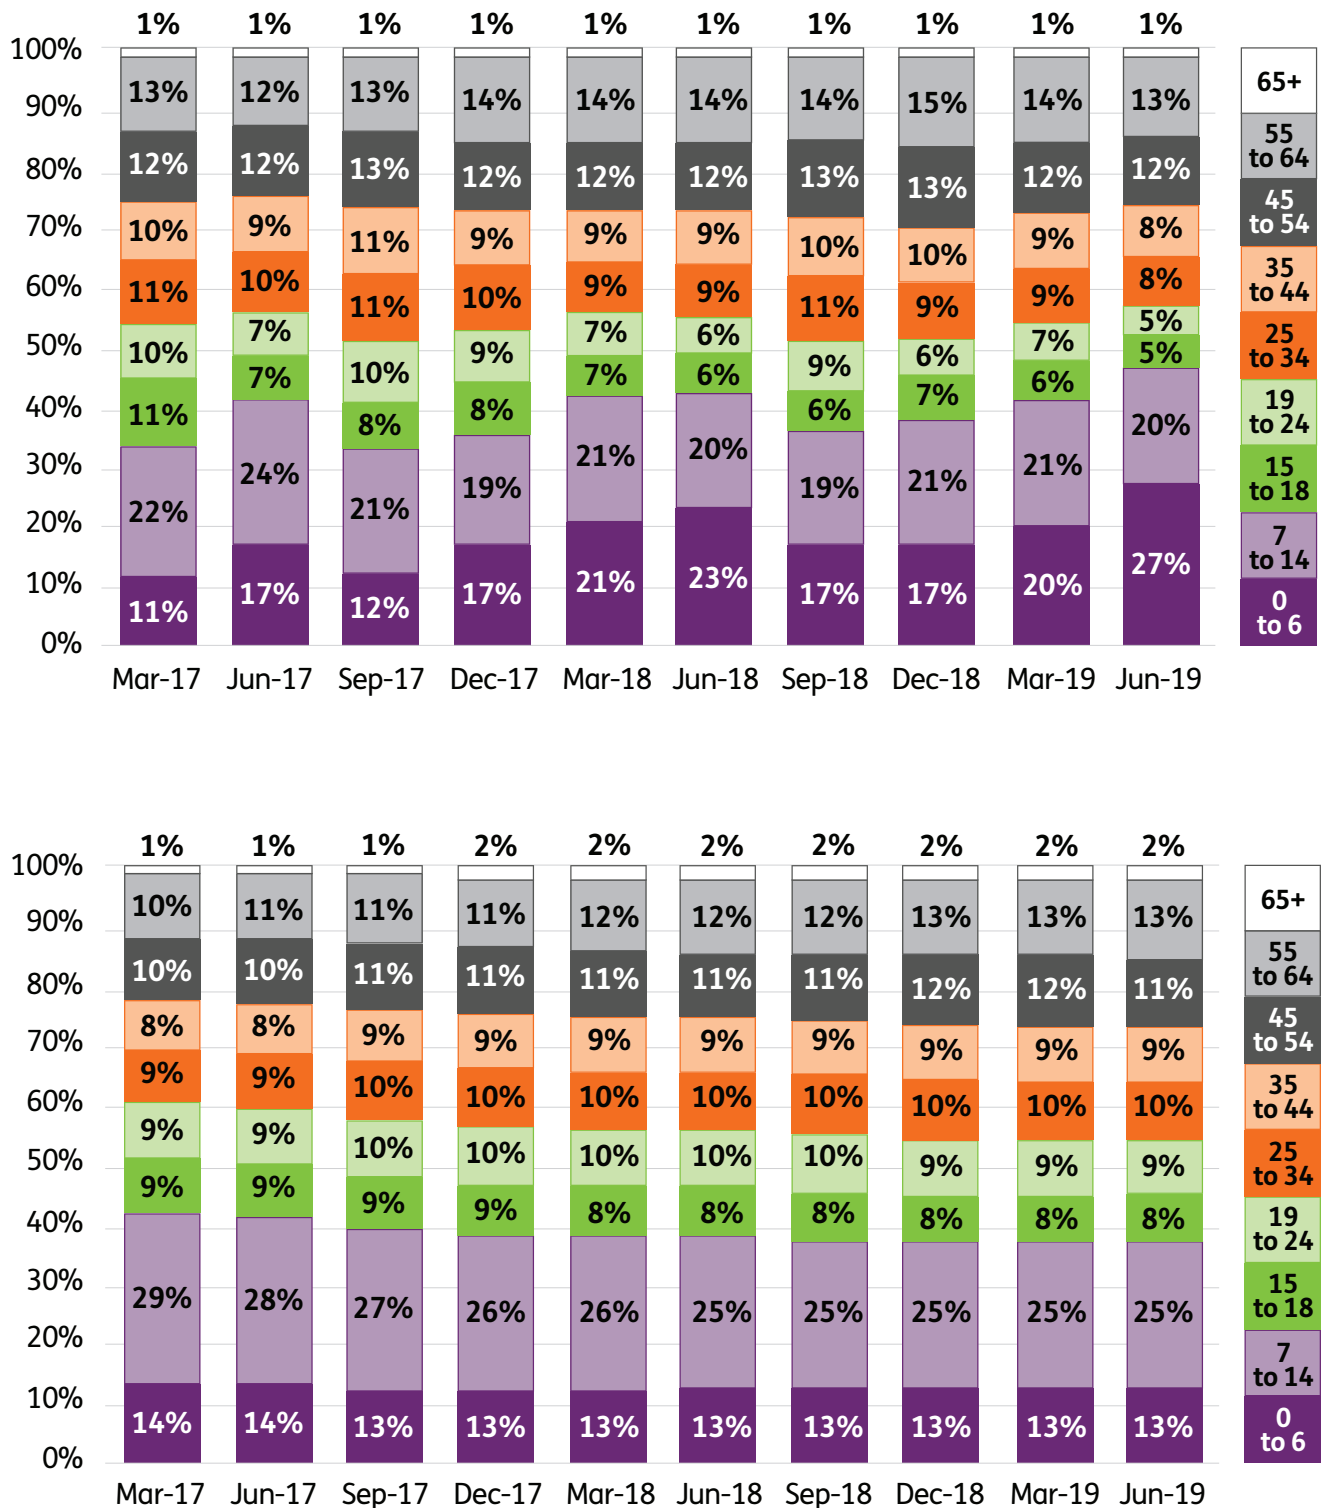 1% 1% 1% 1% 1% 1% 1% 1% 1% 1%
100%
90%
80%
70%
60%
50%
40%
30%
20%
10%
0%
13% 12% 13% 14% 14% 14% 14% 15% 14% 13%
12% 12% 13% 12% 12% 12% 13% 13% 12% 12%
10% 9% 11% 9% 9% 9% 10% 10% 9% 8%
11% 10% 11% 10% 9% 9% 11% 9% 9% 8%
10% 7% 10% 9% 7% 6% 9% 6% 7% 5%
11% 7% 8% 8% 7% 6% 6% 7% 6% 5%
22% 24% 21% 19% 21% 20% 19% 21% 21% 20%
11% 17% 12% 17% 21% 23% 17% 17% 20% 27%
Mar-17 Jun-17 Sep-17 Dec-17 Mar-18 Jun-18 Sep-18 Dec-18 Mar-19 Jun-19
65+
55
to 64
45
to 54
35
to 44
25
to 34
19
to 24
15
to 18
7
to 14
0
to 6
1% 1% 1% 2% 2% 2% 2% 2% 2% 2%
100%
90%
80%
70%
60%
50%
40%
30%
20%
10%
0%
10% 11% 11% 11% 12% 12% 12% 13% 13% 13%
10% 10% 11% 11% 11% 11% 11% 12% 12% 11%
8% 8% 9% 9% 9% 9% 9% 9% 9% 9%
9% 9% 10% 10% 10% 10% 10% 10% 10% 10%
9% 9% 10% 10% 10% 10% 10% 9% 9% 9%
9% 9% 9% 9% 8% 8% 8% 8% 8% 8%
29% 28% 27% 26% 26% 25% 25% 25% 25% 25%
14% 14% 13% 13% 13% 13% 13% 13% 13% 13%
Mar-17 Jun-17 Sep-17 Dec-17 Mar-18 Jun-18 Sep-18 Dec-18 Mar-19 Jun-19
65+
55
to 64
45
to 54
35
to 44
25
to 34
19
to 24
15
to 18
7
to 14
0
to 6